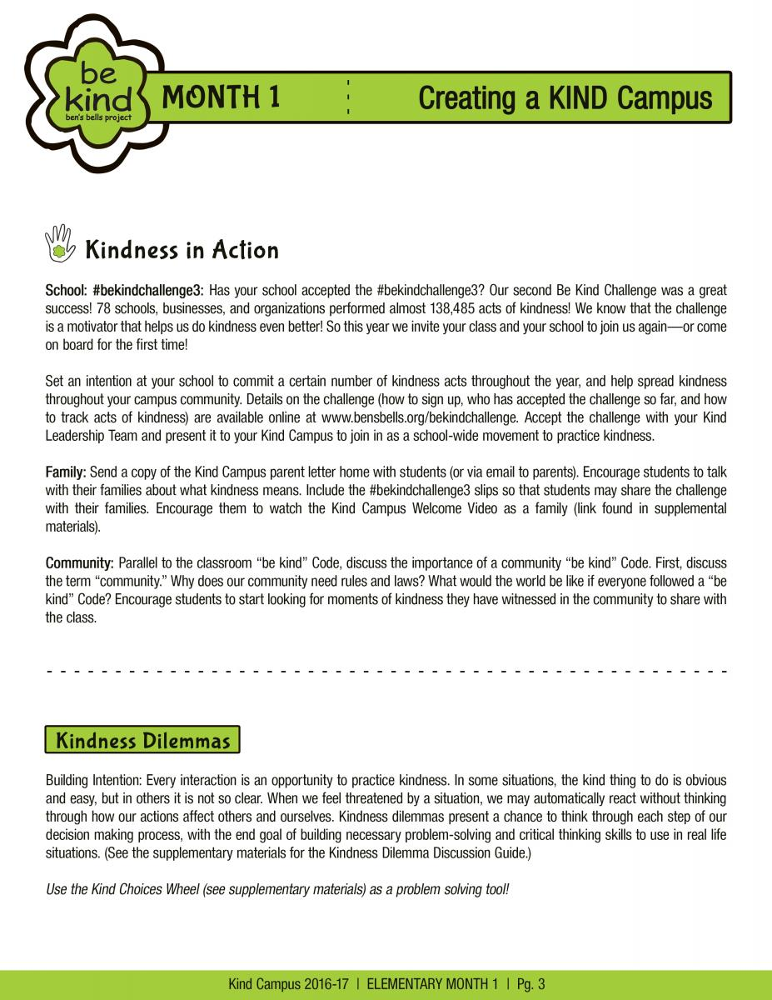 be
kind
ben's bells project
MONTH 1
Creating a KIND Campus
Kindness in Action
School: #bekindchallenge3: Has your school accepted the #bekindchallenge3? Our second Be Kind Challenge was a great
success! 78 schools, businesses, and organizations performed almost 138,485 acts of kindness! We know that the challenge
is a motivator that helps us do kindness even better! So this year we invite your class and your school to join us again—or come
on board for the first time!
Set an intention at your school to commit a certain number of kindness acts throughout the year, and help spread kindness
throughout your campus community. Details on the challenge (how to sign up, who has accepted the challenge so far, and how
to track acts of kindness) are available online at www.bensbells.org/bekindchallenge. Accept the challenge with your Kind
Leadership Team and present it to your Kind Campus to join in as a school-wide movement to practice kindness.
Family: Send a copy of the Kind Campus parent letter home with students (or via email to parents). Encourage students to talk
with their families about what kindness means. Include the #bekindchallenge3 slips so that students may share the challenge
with their families. Encourage them to watch the Kind Campus Welcome Video as a family (link found in supplemental
materials).
Community: Parallel to the classroom “be kind” Code, discuss the importance of a community “be kind” Code. First, discuss
the term “community.” Why does our community need rules and laws? What would the world be like if everyone followed a “be
kind” Code? Encourage students to start looking for moments of kindness they have witnessed in the community to share with
the class.
Kindness Dilemmas
Building Intention: Every interaction is an opportunity to practice kindness. In some situations, the kind thing to do is obvious
and easy, but in others it is not so clear. When we feel threatened by a situation, we may automatically react without thinking
through how our actions affect others and ourselves. Kindness dilemmas present a chance to think through each step of our
decision making process, with the end goal of building necessary problem-solving and critical thinking skills to use in real life
situations. (See the supplementary materials for the Kindness Dilemma Discussion Guide.)
Use the Kind Choices Wheel (see supplementary materials) as a problem solving tool!
Kind Campus 2016-17 | ELEMENTARY MONTH 1 | Pg. 3